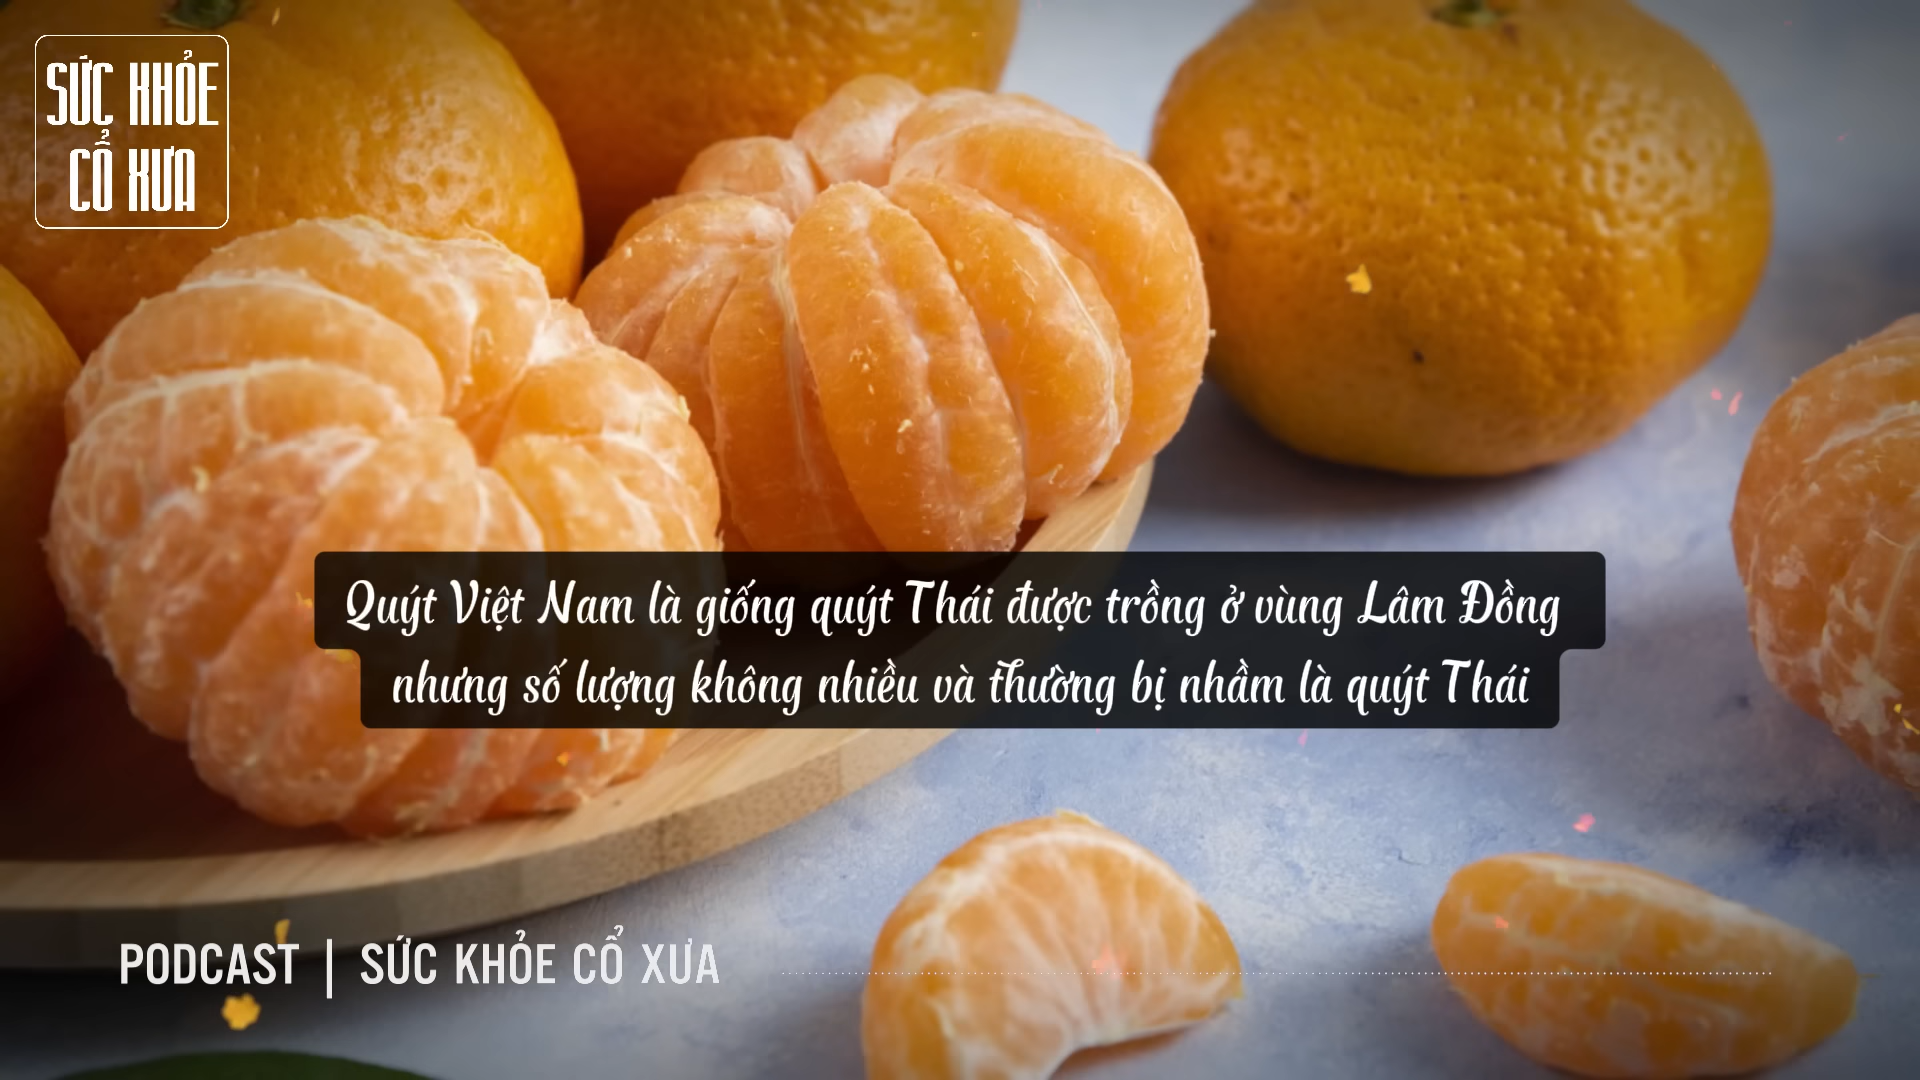 SỨC KHỎE
CỔ XƯA
Quýt Việt Nam là giống quýt Thái được trồng ở vùng Lâm Đồng
nhưng số lượng không nhiều và thường bị nhầm là quýt Thái
PODCAST | SỨC KHỎE CỔ XƯA